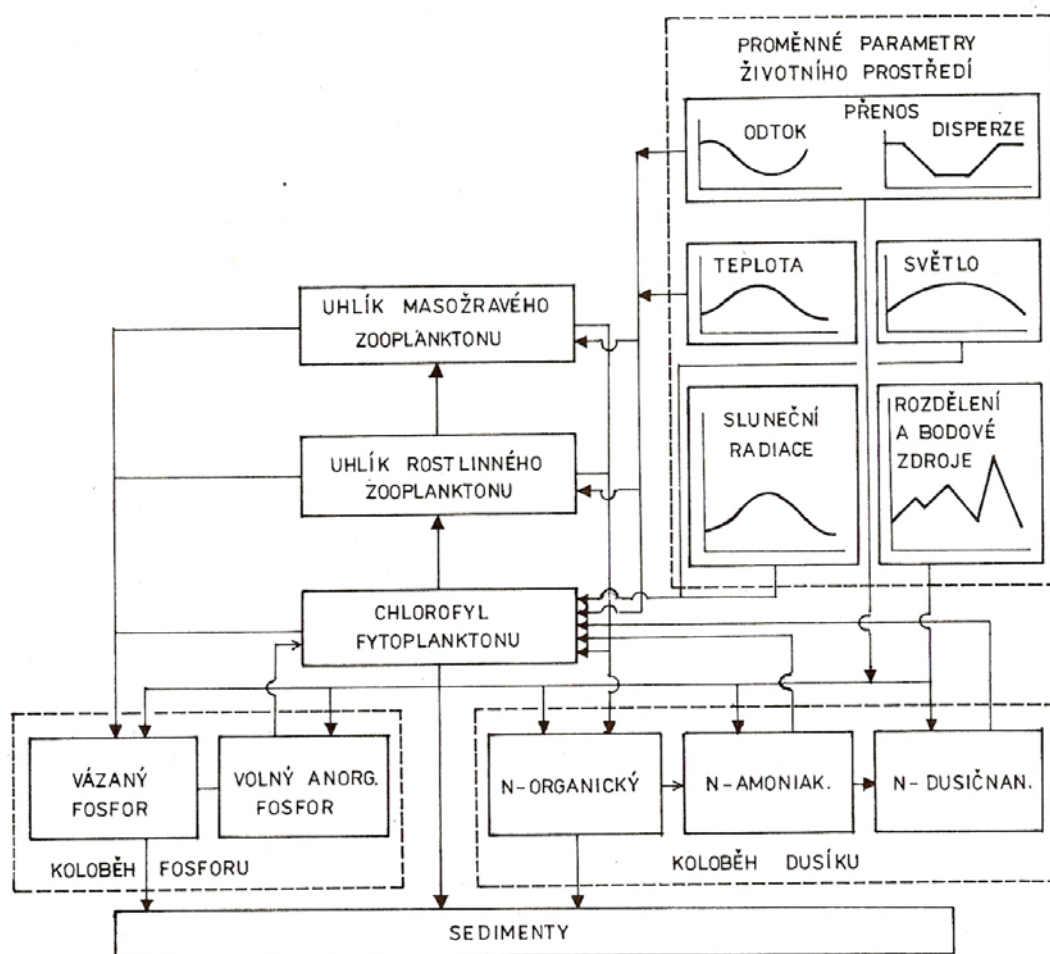 PROMĚNNÉ PARAMETRY
ŽIVOTNÍHO PROSTŘEDÍ
PŘENOS
ODTOK
DISPERZE
TEPLOTA
SVĚTLO
SLUNEČNÍ
RADIACE
ROZDĚLENÍ
A BODOVÉ
ZDROJE
UHLÍK MASOŽRAVÉHO
ZOOPLANKTONU
UHLÍK ROSTLINNÉHO
ZOOPLANKTONU
CHLOROFYL
FYTOPLANKTONU
VÁZANÝ
FOSFOR
VOLNÝ ANORG.
FOSFOR
KOLOBĚH FOSFORU
N-ORGANICKÝ
N-AMONIAK.
N-DUSIČNAN.
KOLOBĚH DUSÍKU
SEDIMENTY